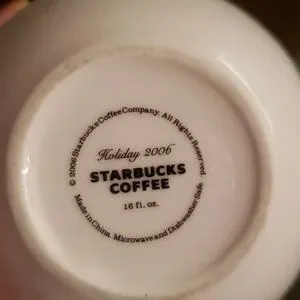 © 2006 Starbucks Coffee Company. All Rights Reserved.
Holiday 2006
STARBUCKS
COFFEE
16 fl. oz.
Made in China. Microwave and Dishwasher Safe.